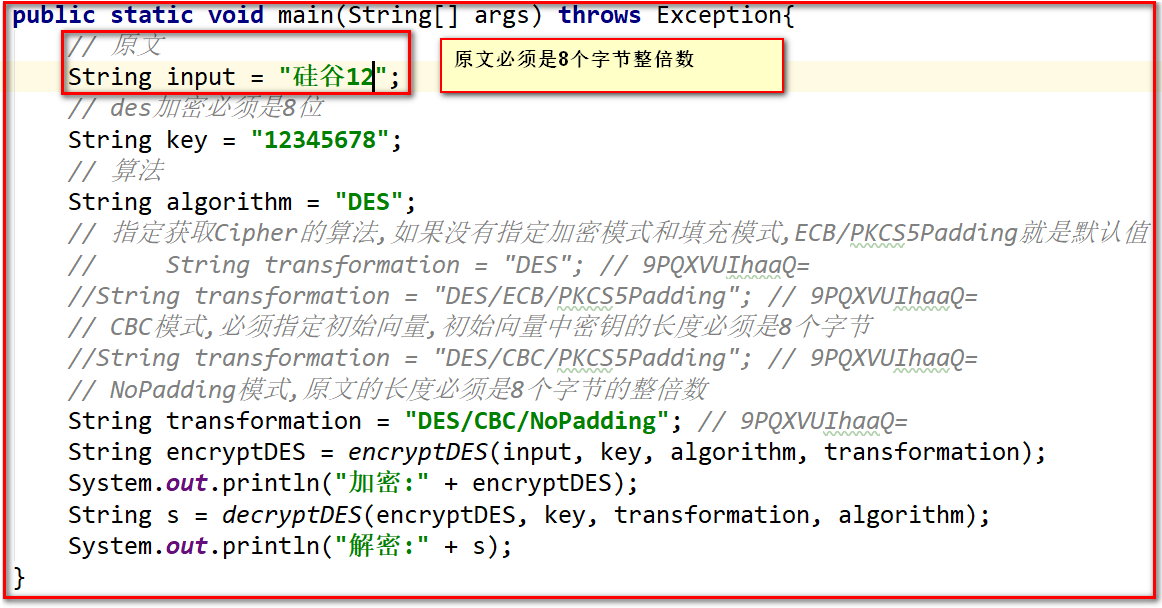 public static void main(String[] args) throws Exception{
// 原文
String input = "硅谷12";
原文必须是8个字节整倍数
// des加密必须是8位
String key = "12345678";
// 算法
String algorithm = "DES";
// 指定获取Cipher的算法,如果没有指定加密模式和填充模式,ECB/PKCS5Padding就是默认值
//     String transformation = "DES"; // 9PQXVUIhaaQ=
//String transformation = "DES/ECB/PKCS5Padding"; // 9PQXVUIhaaQ=
// CBC模式,必须指定初始向量,初始向量中密钥的长度必须是8个字节
//String transformation = "DES/CBC/PKCS5Padding"; // 9PQXVUIhaaQ=
// NoPadding模式,原文的长度必须是8个字节的整倍数
String transformation = "DES/CBC/NoPadding"; // 9PQXVUIhaaQ=
String encryptDES = encryptDES(input, key, algorithm, transformation);
System.out.println("加密:" + encryptDES);
String s = decryptDES(encryptDES, key, transformation, algorithm);
System.out.println("解密:" + s);
}